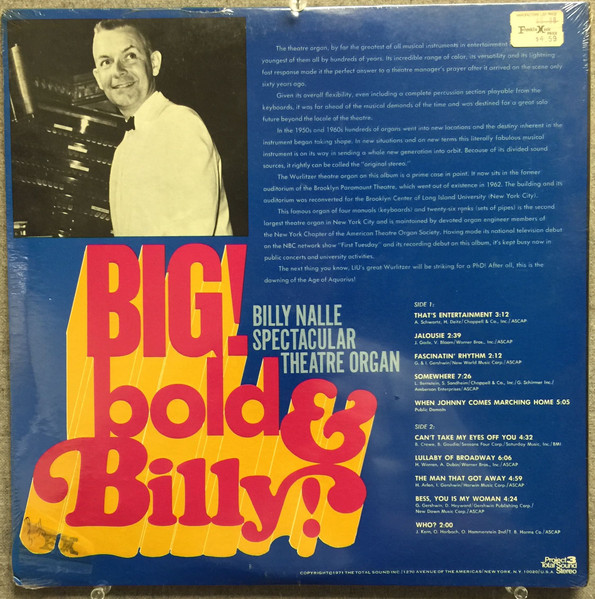 The theatre organ, by far the greatest of all musical instruments in entertainment
youngest of them all by hundreds of years. Its incredible range of color, its versatility and its lightning
fast response made it the perfect answer to a theatre manager's prayer after it arrived on the scene only
sixty years ago.
Given its overall flexibility, even including a complete percussion section playable from the
keyboards, it was far ahead of the musical demands of the time and was destined for a great solo
future beyond the locale of the theatre.
In the 1950s and 1960s hundreds of organs went into new locations and the destiny inherent in the
instrument began taking shape. In new situations and on new terms this literally fabulous musical
instrument is on its way in sending a whole new generation into orbit. Because of its divided sound
sources, it rightly can be called the "original stereo."
The Wurlitzer theatre organ on this album is a prime case in point. It now sits in the former
auditorium of the Brooklyn Paramount Theatre, which went out of existence in 1962. The building and its
auditorium was reconverted for the Brooklyn Center of Long Island University (New York City).
This famous organ of four manuals (keyboards) and twenty-six ranks (sets of pipes) is the second
largest theatre organ in New York City and is maintained by devoted organ engineer members of
the New York Chapter of the American Theatre Organ Society. Having made its national television debut
on the NBC network show "First Tuesday" and its recording debut on this album, it's kept busy now in
public concerts and university activities.
The next thing you know, LIU's great Wurlitzer will be striking for a PhD! After all, this is the
dawning of the Age of Aquarius!
BIG!
bold
&
Billy!
BILLY NALLE
SPECTACULAR
THEATRE ORGAN
SIDE 1:
THAT'S ENTERTAINMENT 3:12
A. Schwartz, H. Deitz/Chappell & Co., Inc./ASCAP
JALOUSIE 2:39
J. Gade, V. Bloom/Warner Bros., Inc./ASCAP
FASCINATIN' RHYTHM 2:12
G. & I. Gershwin/New World Music Corp./ASCAP
SOMEWHERE 7:26
L. Bernstein, S. Sondheim/Chappell & Co., Inc./G. Schirmer Inc./
Amberson Enterprises/ASCAP
WHEN JOHNNY COMES MARCHING HOME 5:05
Public Domain
SIDE 2:
CAN'T TAKE MY EYES OFF YOU 4:32
B. Crewe, B. Gaudio/Seasons Four Corp./Saturday Music, Inc./BMI
LULLABY OF BROADWAY 6:06
H. Warren, A. Dubin/Warner Bros., Inc./ASCAP
THE MAN THAT GOT AWAY 4:59
H. Arlen, I. Gershwin/Harwin Music Corp./ASCAP
BESS, YOU IS MY WOMAN 4:24
G. Gershwin, D. Hayward/Gershwin Publishing Corp./
New Dawn Music Corp./ASCAP
WHO? 2:00
J. Kern, O. Harbach, O. Hammerstein 2nd/T. B. Harms Co./ASCAP
Project 3
Total Sound
Stereo
COPYRIGHT©1971 THE TOTAL SOUND INC./1270 AVENUE OF THE AMERICAS/NEW YORK, N.Y. 10020/U.S.A.